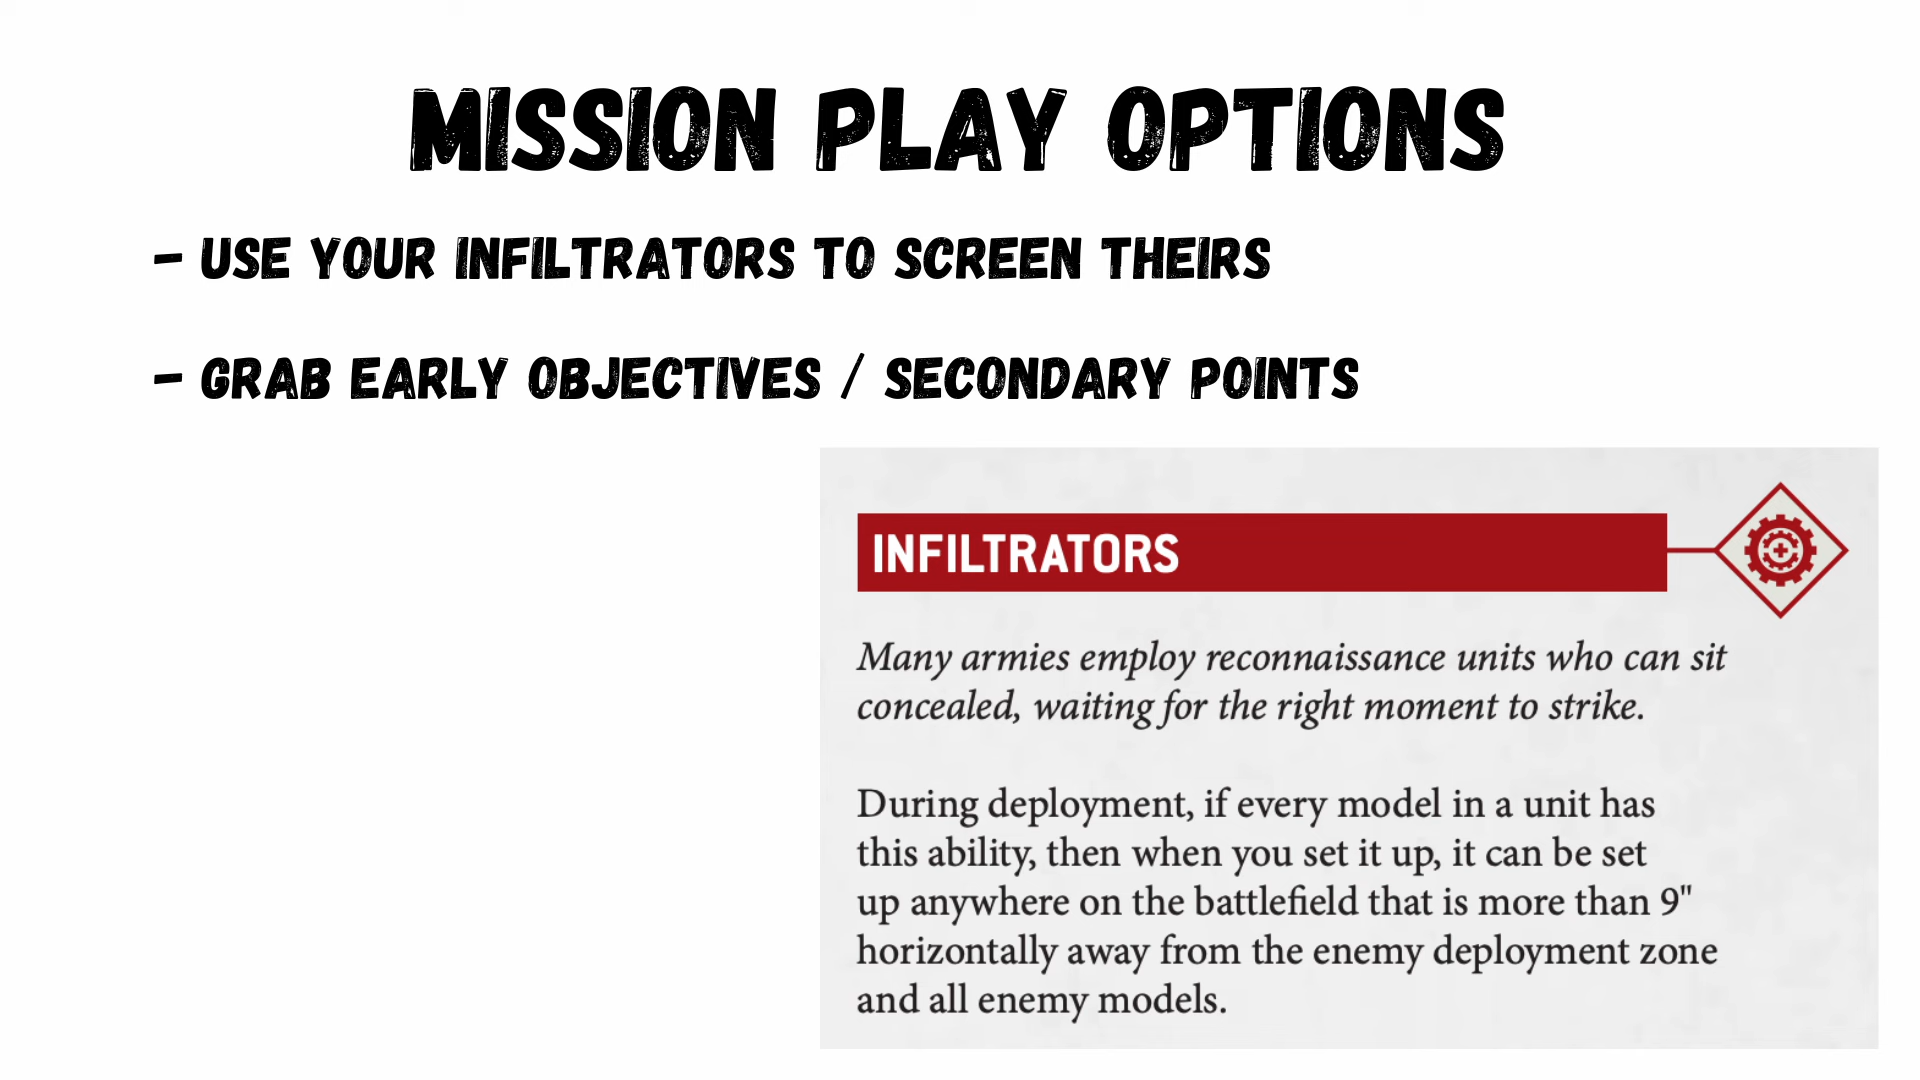 MISSION PLAY OPTIONS
- USE YOUR INFILTRATORS TO SCREEN THEIRS
- GRAB EARLY OBJECTIVES / SECONDARY POINTS
INFILTRATORS
Many armies employ reconnaissance units who can sit
concealed, waiting for the right moment to strike.
During deployment, if every model in a unit has
this ability, then when you set it up, it can be set
up anywhere on the battlefield that is more than 9"
horizontally away from the enemy deployment zone
and all enemy models.